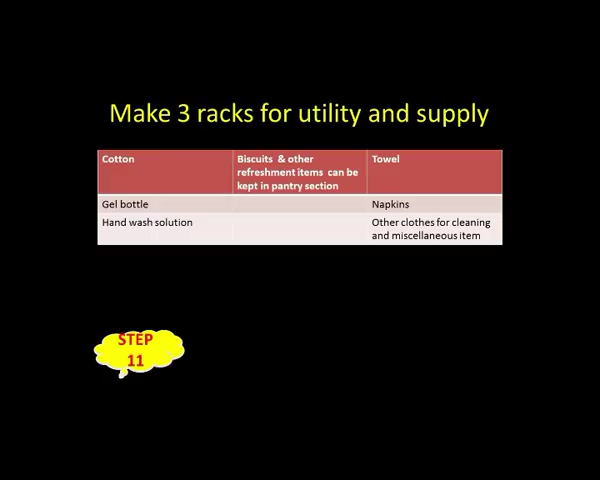 Make 3 racks for utility and supply
Cotton
Biscuits & other
refreshment items can be
kept in pantry section
Towel
Gel bottle
Napkins
Hand wash solution
Other clothes for cleaning
and miscellaneous item
STEP
11